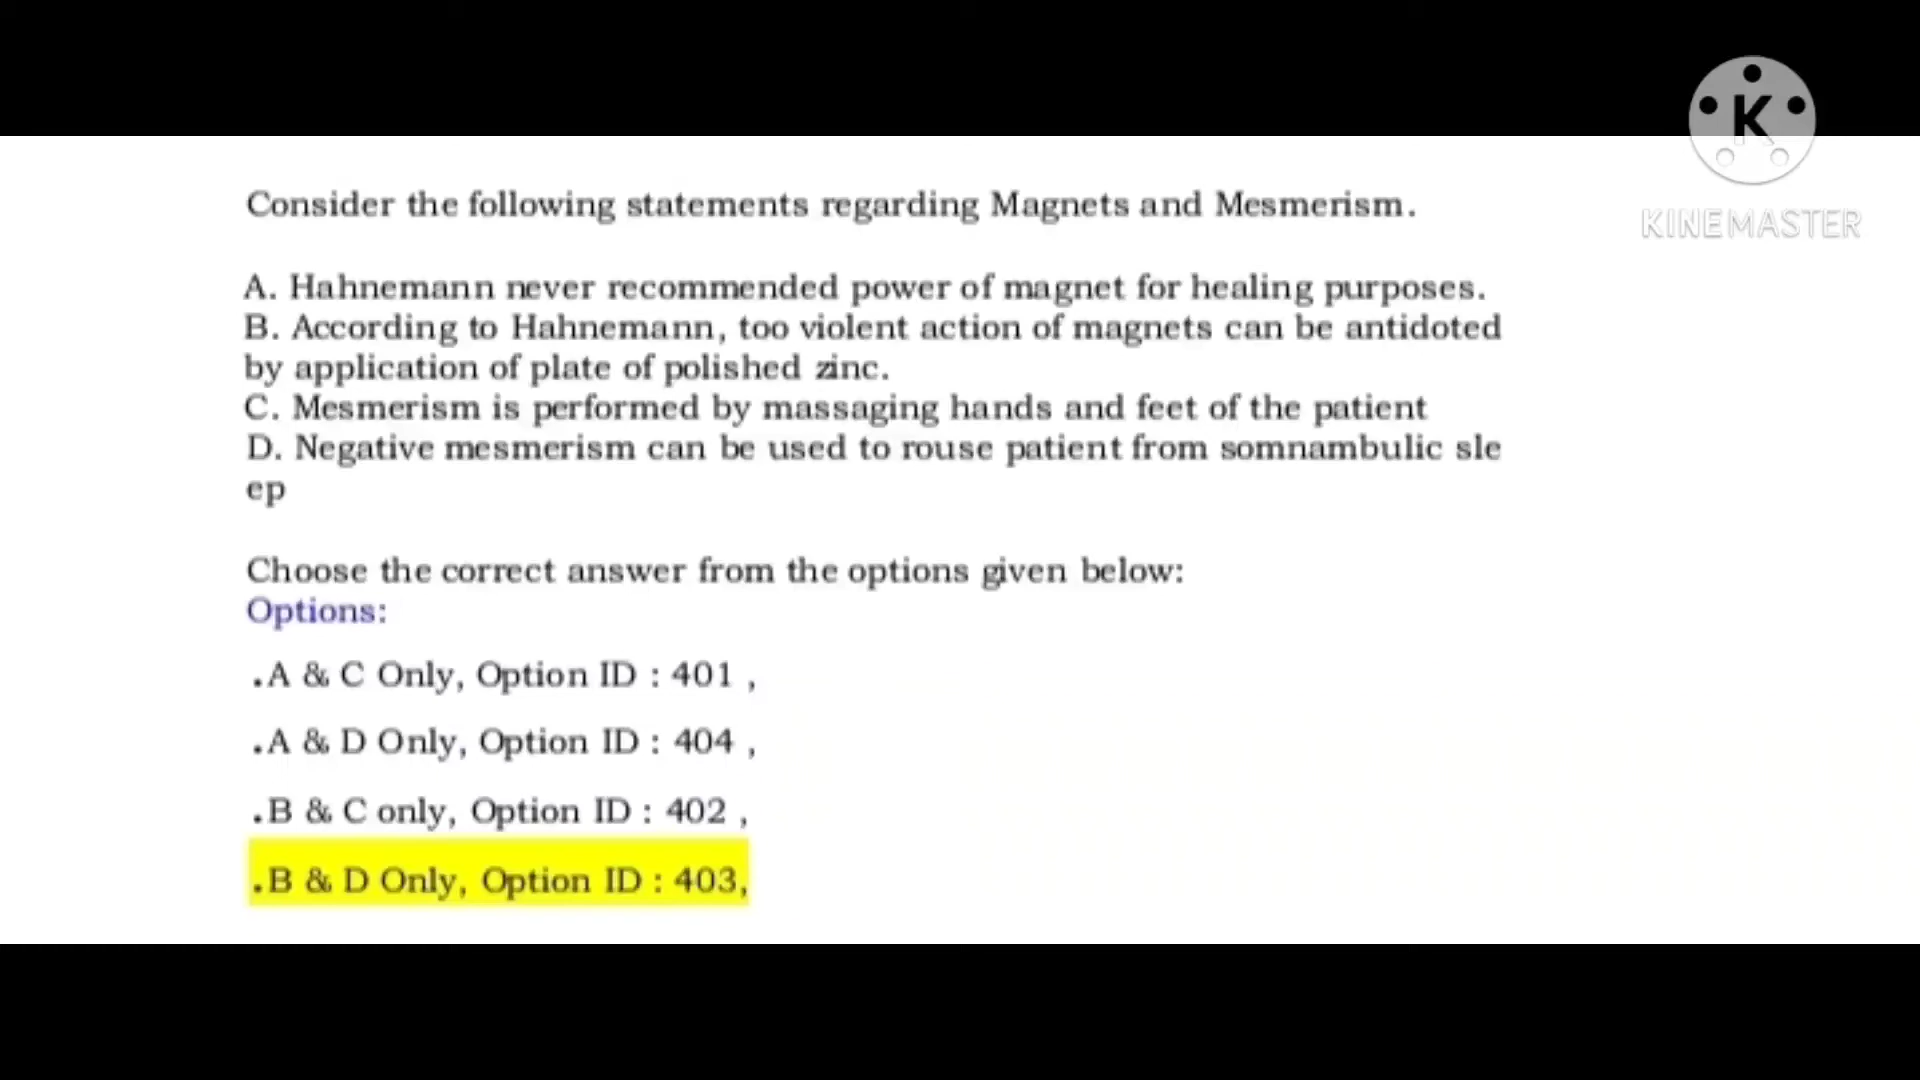 K
KINEMASTER
Consider the following statements regarding Magnets and Mesmerism.
A. Hahnemann never recommended power of magnet for healing purposes.
B. According to Hahnemann, too violent action of magnets can be antidoted
by application of plate of polished zinc.
C. Mesmerism is performed by massaging hands and feet of the patient
D. Negative mesmerism can be used to rouse patient from somnambulic sle
ep
Choose the correct answer from the options given below:
Options:
.A & C Only, Option ID : 401 ,
.A & D Only, Option ID : 404 ,
.B & C only, Option ID : 402 ,
.B & D Only, Option ID : 403,